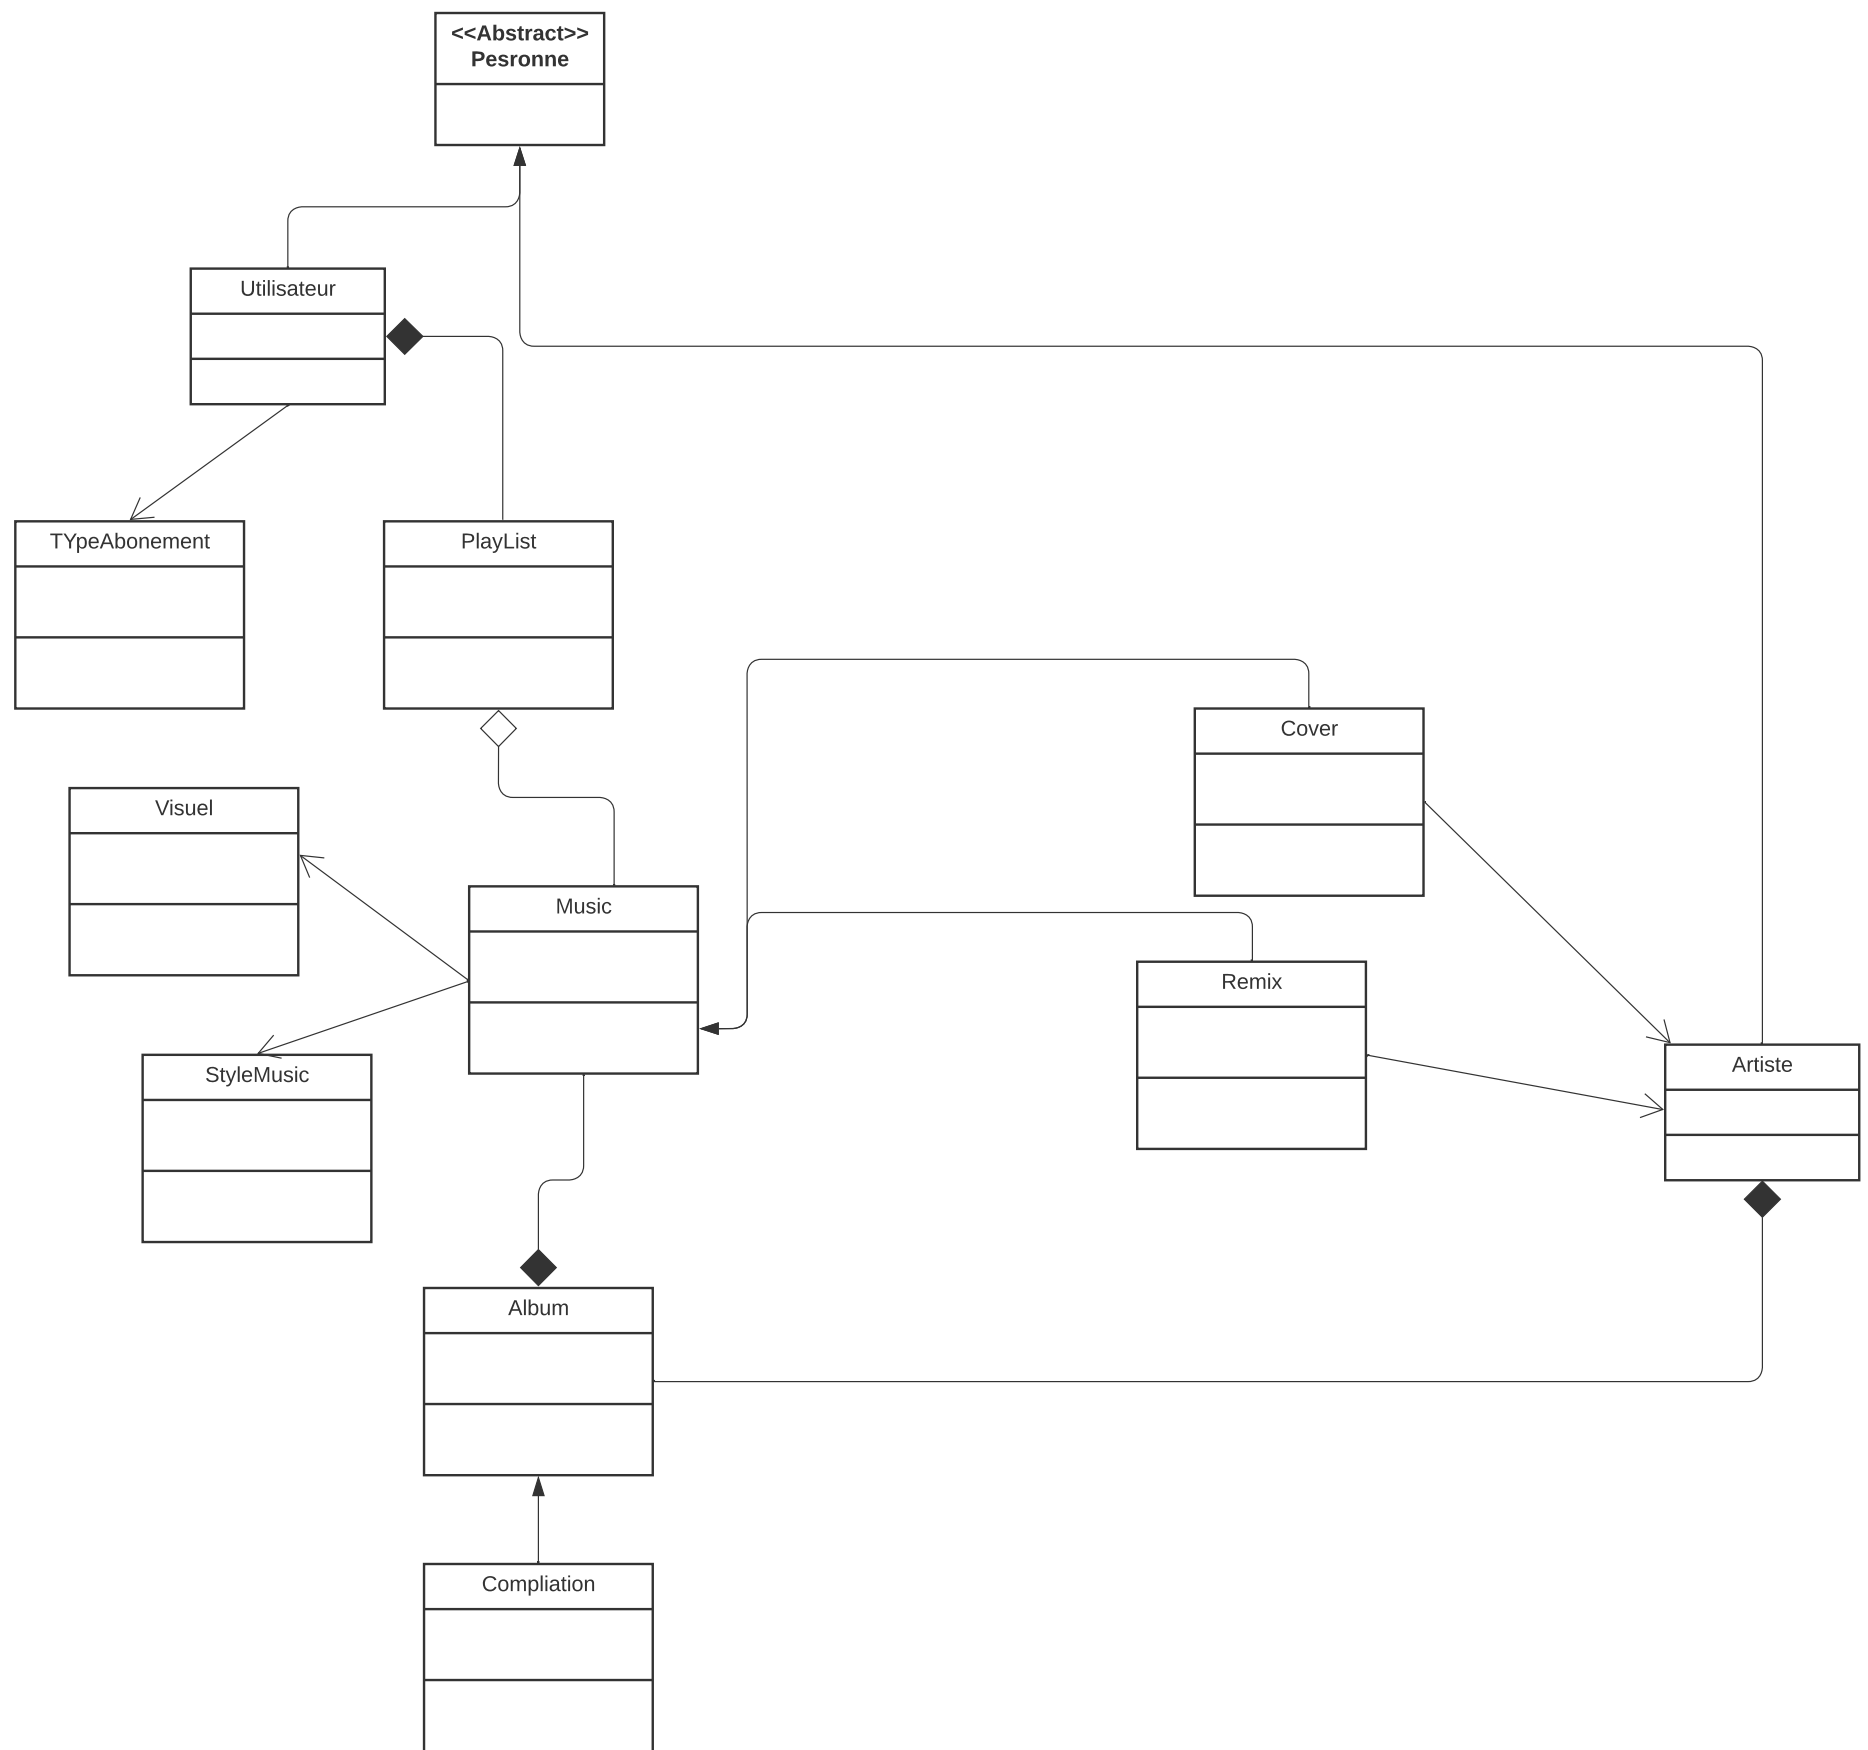 <<Abstract>>
Pesronne
Utilisateur
TYpeAbonement
PlayList
Cover
Visuel
Music
Remix
StyleMusic
Artiste
Album
Compliation